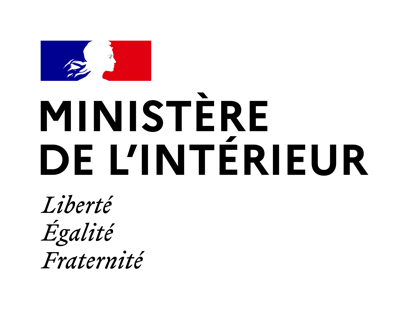 MINISTÈRE
DE L'INTÉRIEUR
Liberté
Égalité
Fraternité